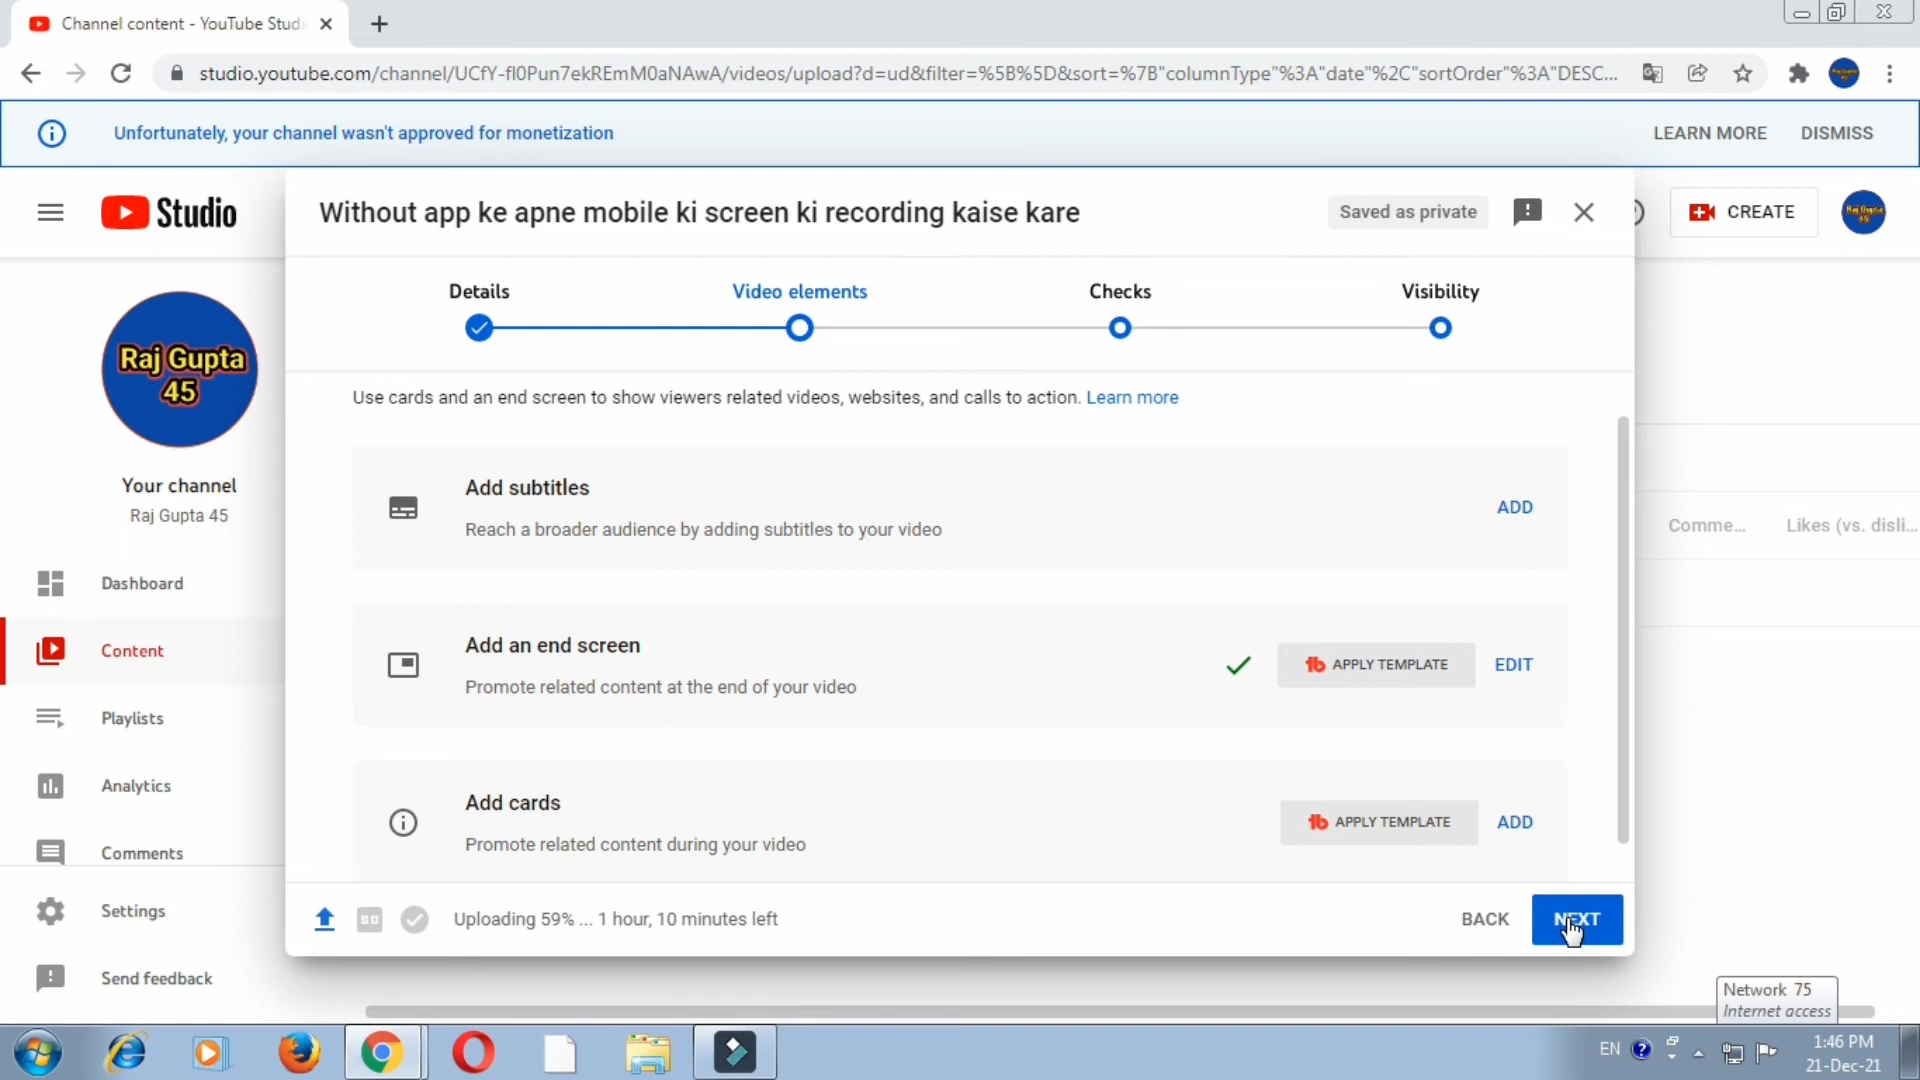 Channel content - YouTube Studi
studio.youtube.com/channel/UCfY-fI0Pun7ekREmM0aNAwA/videos/upload?d=ud&filter=%5B%5D&sort=%7B"columnType"%3A"date"%2C"sortOrder"%3A"DESC...
Unfortunately, your channel wasn't approved for monetization
LEARN MORE
DISMISS
Studio
Without app ke apne mobile ki screen ki recording kaise kare
Saved as private
CREATE
Raj Gupta
45
Details
Video elements
Checks
Visibility
Raj Gupta
45
Use cards and an end screen to show viewers related videos, websites, and calls to action. Learn more
Your channel
Raj Gupta 45
Add subtitles
Reach a broader audience by adding subtitles to your video
ADD
Comme...
Likes (vs. disli...
Dashboard
Content
Playlists
Analytics
Comments
Settings
Send feedback
Add an end screen
Promote related content at the end of your video
APPLY TEMPLATE
EDIT
Add cards
Promote related content during your video
APPLY TEMPLATE
ADD
SD
Uploading 59% ... 1 hour, 10 minutes left
BACK
NEXT
Network 75
Internet access
EN
1:46 PM
21-Dec-21